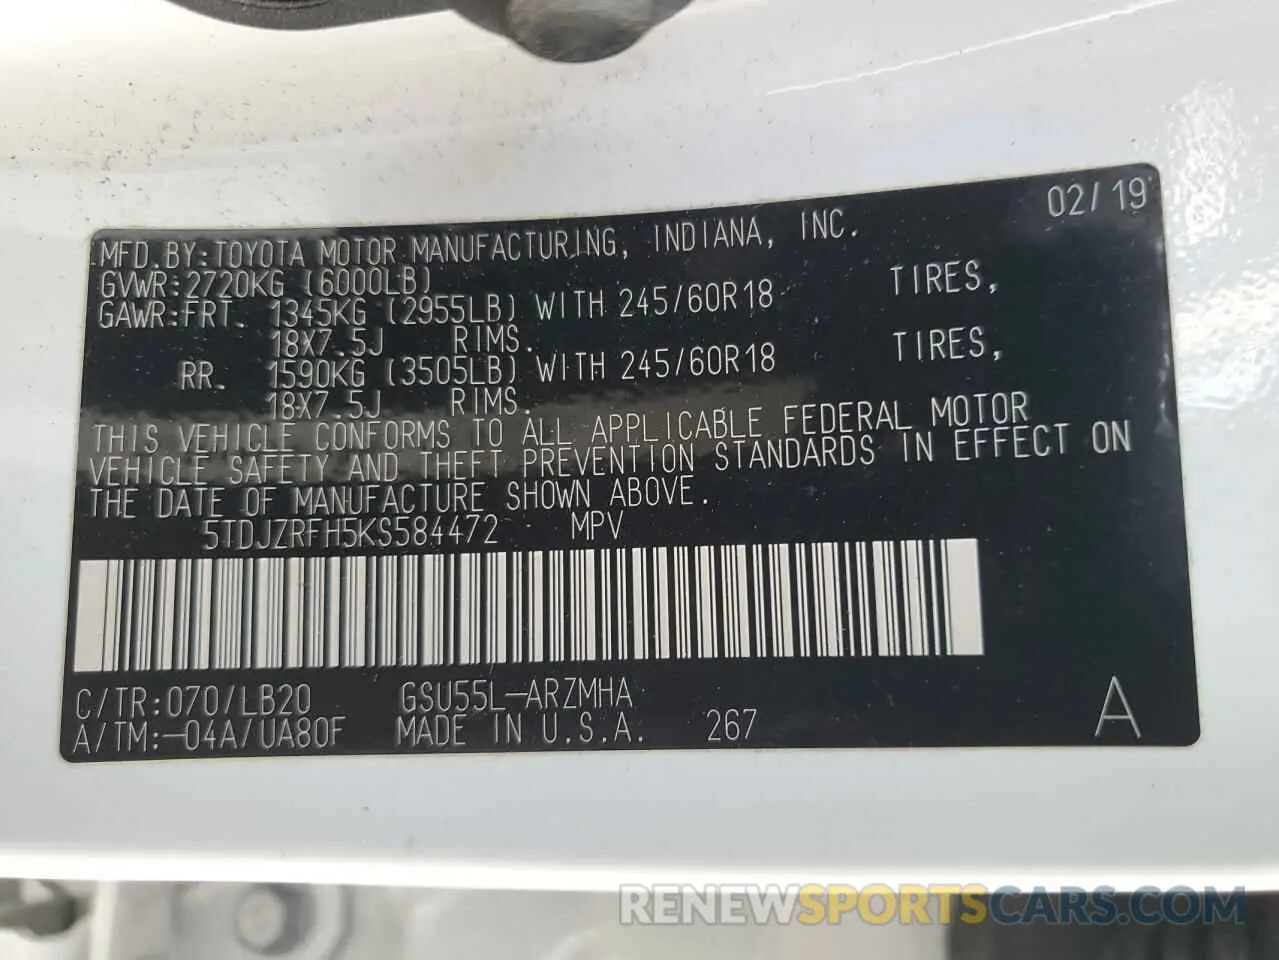 02/19
MFD.BY:TOYOTA MOTOR MANUFACTURING, INDIANA, INC.
GVWR:2720KG (6000LB)
GAWR:FRT. 1345KG (2955LB) WITH 245/60R18 TIRES,
18X7.5J RIMS.
RR. 1590KG (3505LB) WITH 245/60R18 TIRES,
18X7.5J RIMS.
THIS VEHICLE CONFORMS TO ALL APPLICABLE FEDERAL MOTOR
VEHICLE SAFETY AND THEFT PREVENTION STANDARDS IN EFFECT ON
THE DATE OF MANUFACTURE SHOWN ABOVE.
5TDJZRFH5KS584472 MPV
C/TR:070/LB20 GSU55L-ARZMHA
A/TM:-04A/UA80F MADE IN U.S.A. 267 A
RENEWSPORTSCARS.COM